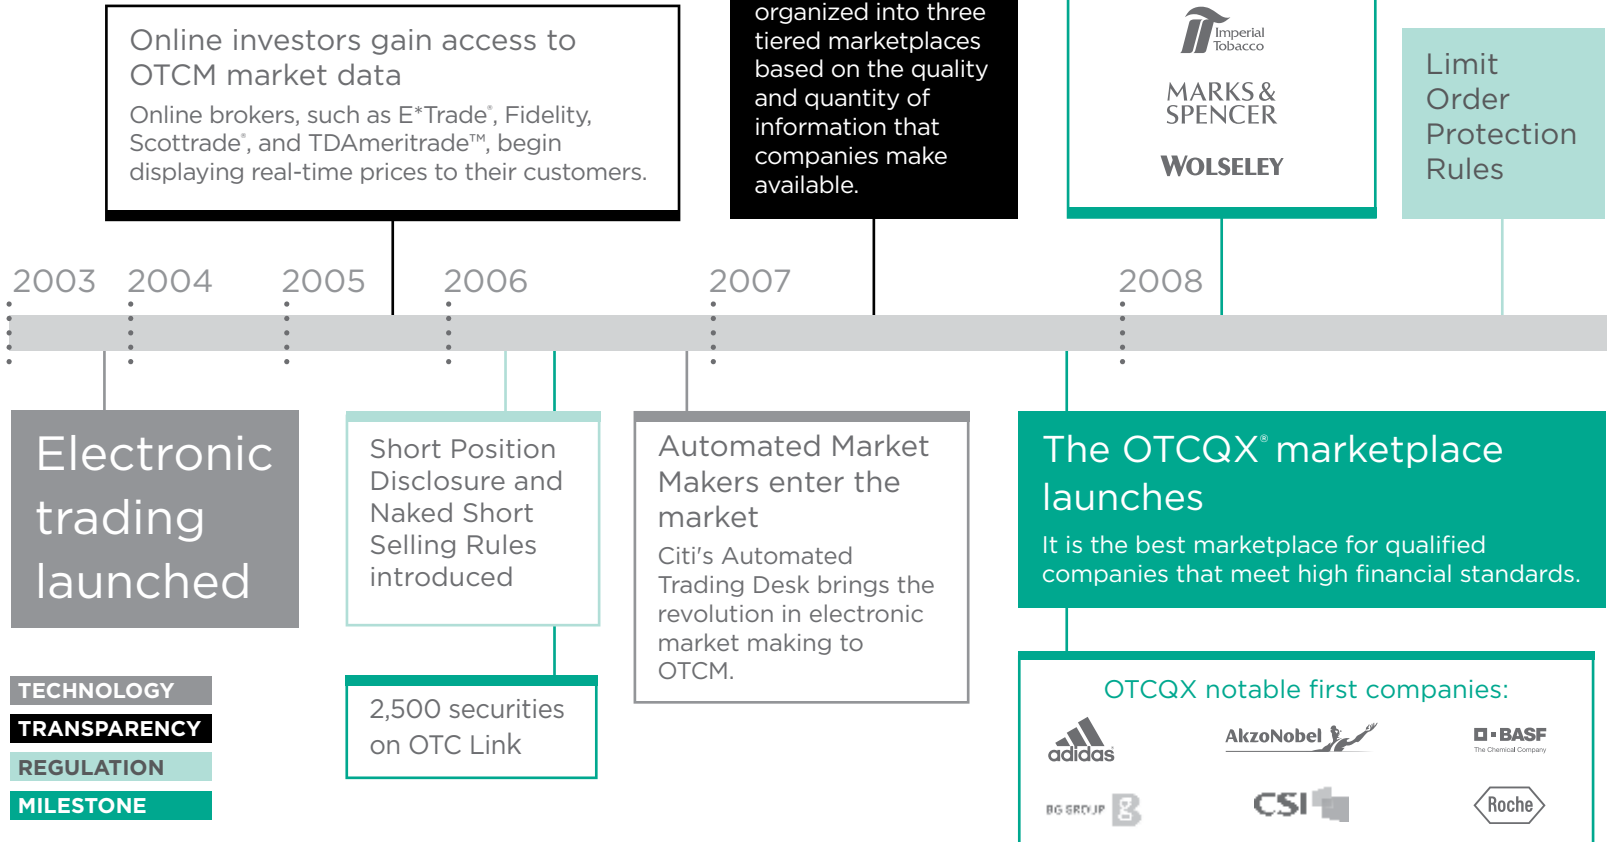 Online investors gain access to
OTCM market data
Online brokers, such as E*Trade®, Fidelity,
Scottrade®, and TDAmeritrade™, begin
displaying real-time prices to their customers.
organized into three
tiered marketplaces
based on the quality
and quantity of
information that
companies make
available.
Imperial
Tobacco
MARKS &
SPENCER
WOLSELEY
Limit
Order
Protection
Rules
2003
2004
2005
2006
2007
2008
Electronic
trading
launched
Short Position
Disclosure and
Naked Short
Selling Rules
introduced
2,500 securities
on OTC Link
Automated Market
Makers enter the
market
Citi's Automated
Trading Desk brings the
revolution in electronic
market making to
OTCM.
The OTCQX® marketplace
launches
It is the best marketplace for qualified
companies that meet high financial standards.
OTCQX notable first companies:
adidas
AkzoNobel
BASF
The Chemical Company
BG GROUP
CSI
Roche
TECHNOLOGY
TRANSPARENCY
REGULATION
MILESTONE